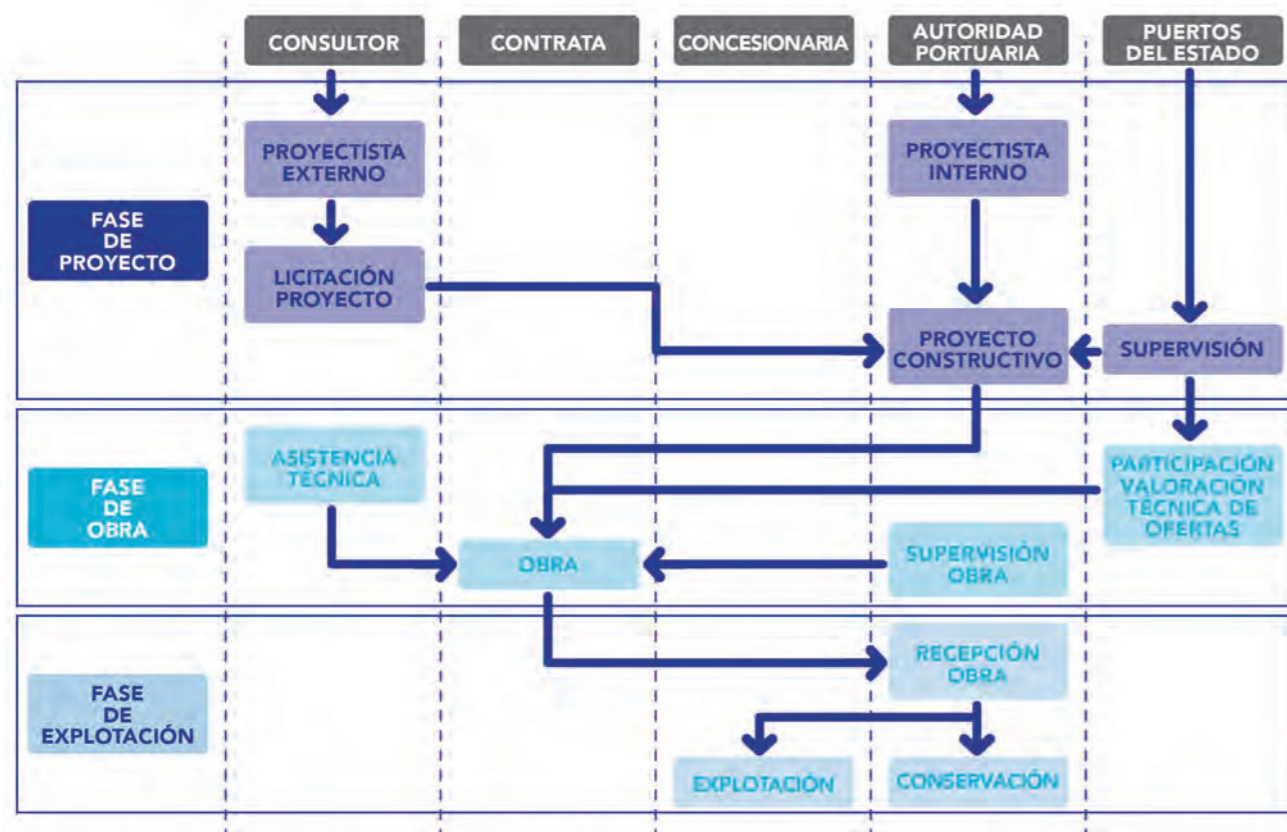 CONSULTOR
CONTRATA
CONCESIONARIA
AUTORIDAD
PORTUARIA
PUERTOS
DEL ESTADO
FASE
DE
PROYECTO
PROYECTISTA
EXTERNO
PROYECTISTA
INTERNO
LICITACIÓN
PROYECTO
PROYECTO
CONSTRUCTIVO
SUPERVISIÓN
FASE
DE
OBRA
ASISTENCIA
TÉCNICA
PARTICIPACIÓN
VALORACIÓN
TÉCNICA DE
OFERTAS
OBRA
SUPERVISIÓN
OBRA
FASE
DE
EXPLOTACIÓN
RECEPCIÓN
OBRA
EXPLOTACIÓN
CONSERVACIÓN